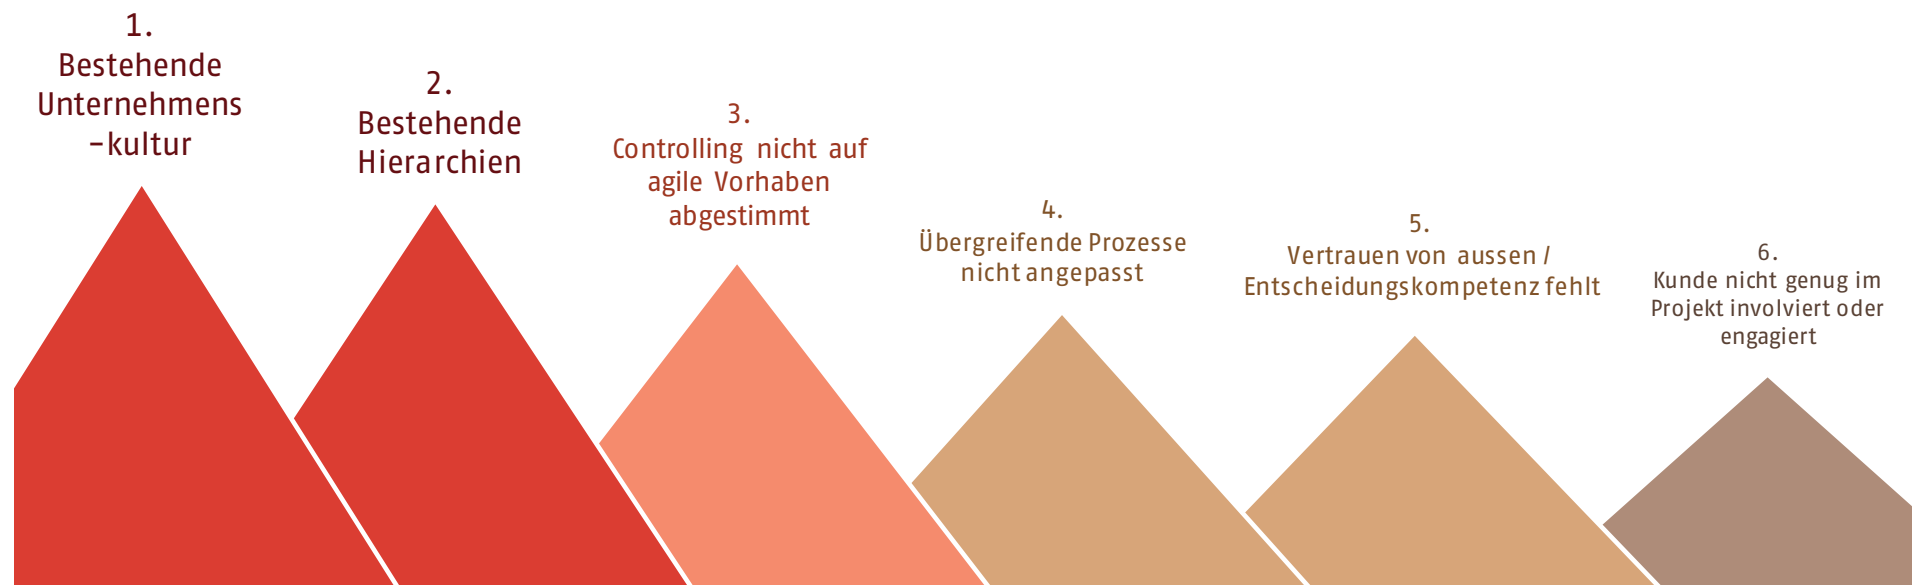 1.
Bestehende
Unternehmens
-kultur
2.
Bestehende
Hierarchien
3.
Controlling nicht auf
agile Vorhaben
abgestimmt
4.
Übergreifende Prozesse
nicht angepasst
5.
Vertrauen von aussen /
Entscheidungskompetenz fehlt
6.
Kunde nicht genug im
Projekt involviert oder
engagiert